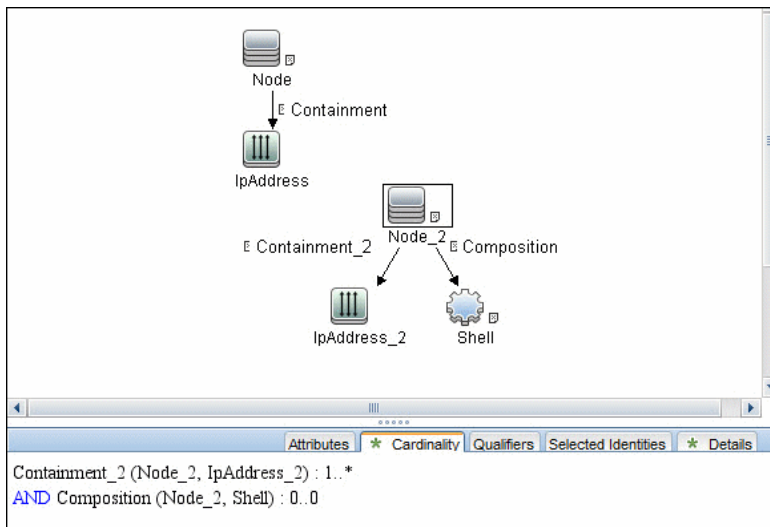 Node
Containment
IpAddress
Node_2
Containment_2
Composition
IpAddress_2
Shell
Attributes * Cardinality Qualifiers Selected Identities * Details
Containment_2 (Node_2, IpAddress_2) : 1..*
AND Composition (Node_2, Shell) : 0..0